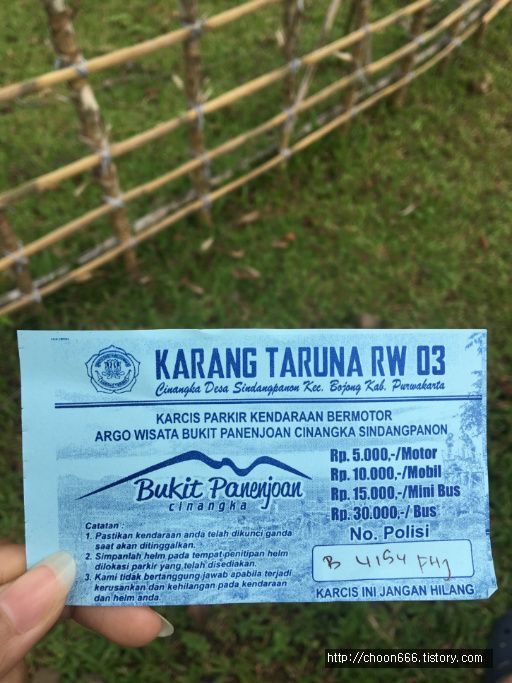 KARANG TARUNA RW 03
Cinangka Desa Sindangpanon Kec. Bojong Kab. Purwakarta
KARCIS PARKIR KENDARAAN BERMOTOR
ARGO WISATA BUKIT PANENJOAN CINANGKA SINDANGPANON
Bukit Panenjoan
cinangka
Rp. 5.000,-/Motor
Rp. 10.000,-/Mobil
Rp. 15.000,-/Mini Bus
Rp. 30.000,-/ Bus
No. Polisi
B 4154 FHJ
KARCIS INI JANGAN HILANG
Catatan :
1. Pastikan kendaraan anda telah dikunci ganda
saat akan ditinggalkan.
2. Simpanlah helm pada tempat penitipan helm
dilokasi parkir yang telah disediakan.
3. Kami tidak bertanggung jawab apabila terjadi
kerusankan dan kehilangan pada kendaraan
dan helm anda.
http://choon666.tistory.com